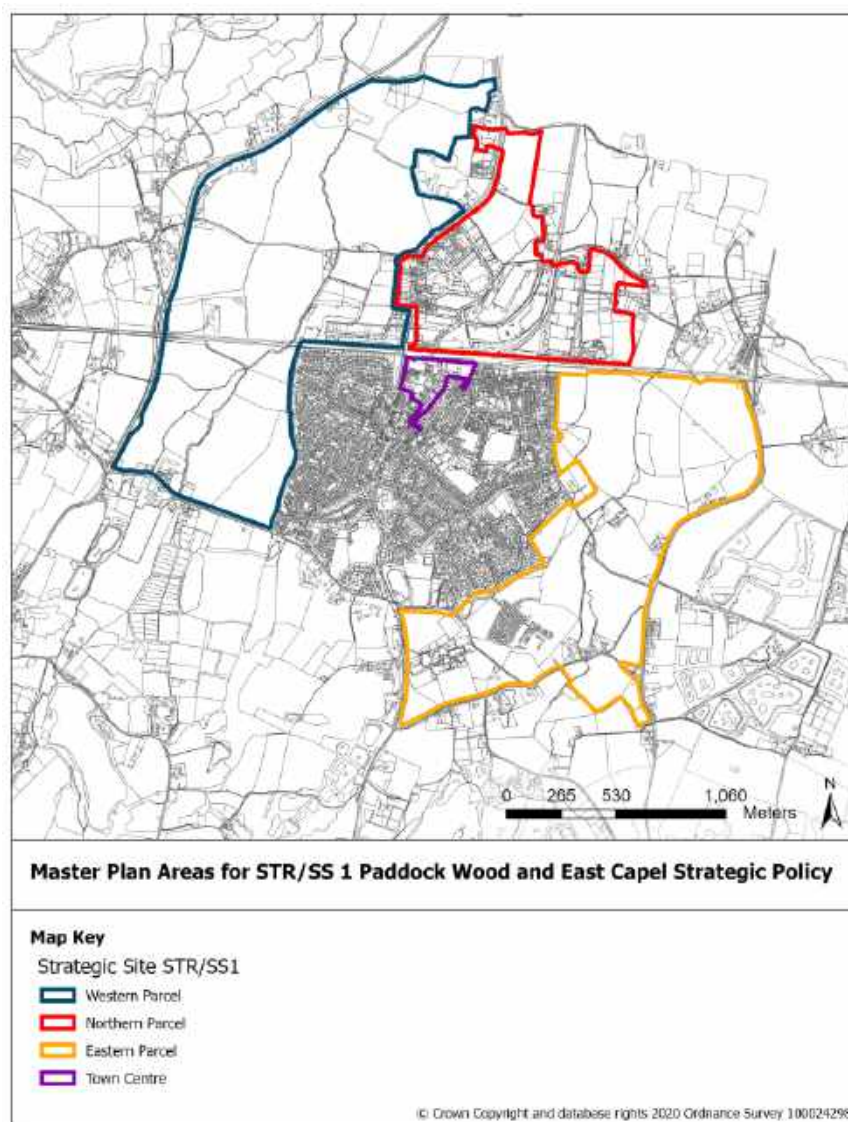 N
0 265 530 1,060
Meters
Master Plan Areas for STR/SS 1 Paddock Wood and East Capel Strategic Policy
Map Key
Strategic Site STR/SS1
Western Parcel
Northern Parcel
Eastern Parcel
Town Centre
© Crown Copyright and database rights 2020 Ordnance Survey 100024298